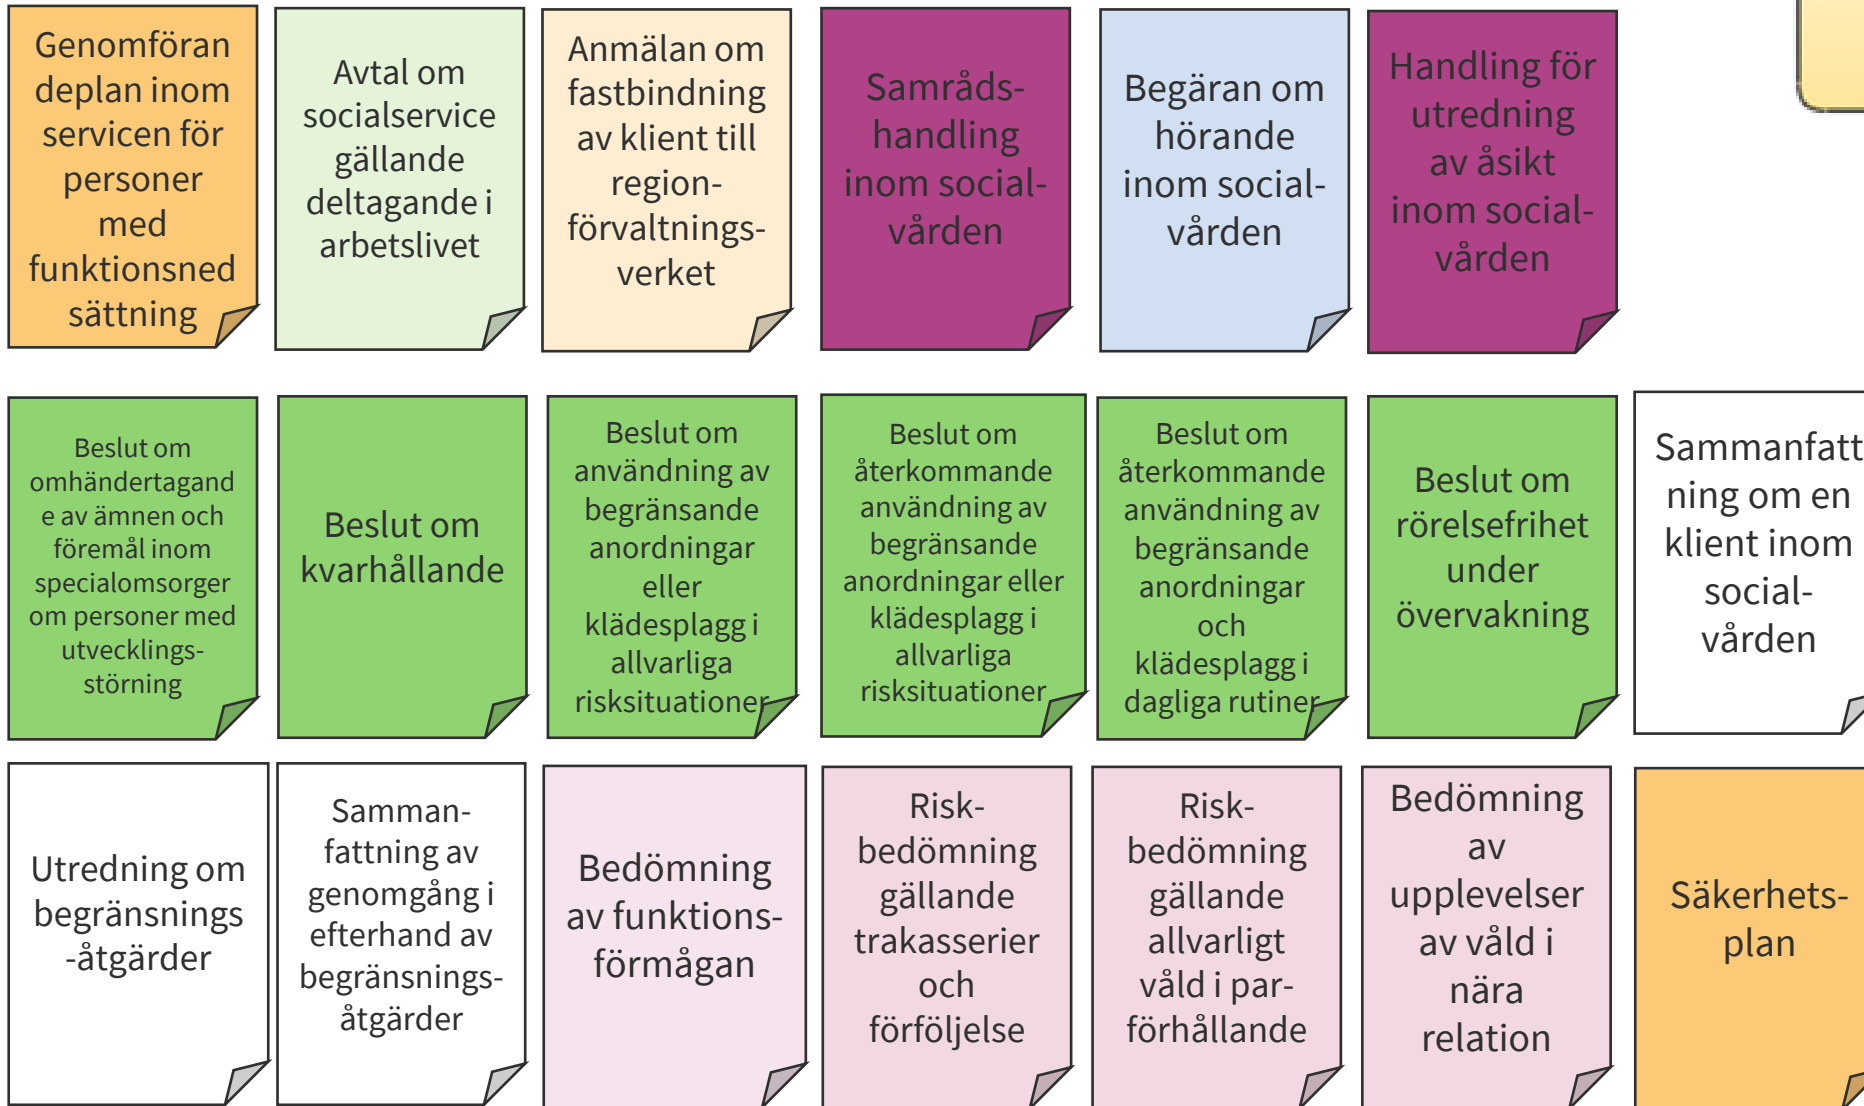 Genomföran
deplan inom
servicen för
personer
med
funktionsned
sättning
Avtal om
socialservice
gällande
deltagande i
arbetslivet
Anmälan om
fastbindning
av klient till
region-
förvaltnings-
verket
Samråds-
handling
inom social-
vården
Begäran om
hörande
inom social-
vården
Handling för
utredning
av åsikt
inom social-
vården
Beslut om
omhändertagand
e av ämnen och
föremål inom
specialomsorger
om personer med
utvecklings-
störning
Beslut om
kvarhållande
Beslut om
användning av
begränsande
anordningar
eller
klädesplagg i
allvarliga
risksituationer
Beslut om
återkommande
användning av
begränsande
anordningar eller
klädesplagg i
allvarliga
risksituationer
Beslut om
återkommande
användning av
begränsande
anordningar
och
klädesplagg i
dagliga rutiner
Beslut om
rörelsefrihet
under
övervakning
Sammanfatt
ning om en
klient inom
social-
vården
Utredning om
begränsnings
-åtgärder
Samman-
fattning av
genomgång i
efterhand av
begränsnings-
åtgärder
Bedömning
av funktions-
förmågan
Risk-
bedömning
gällande
trakasserier
och
förföljelse
Risk-
bedömning
gällande
allvarligt
våld i par-
förhållande
Bedömning
av
upplevelser
av våld i
nära
relation
Säkerhets-
plan